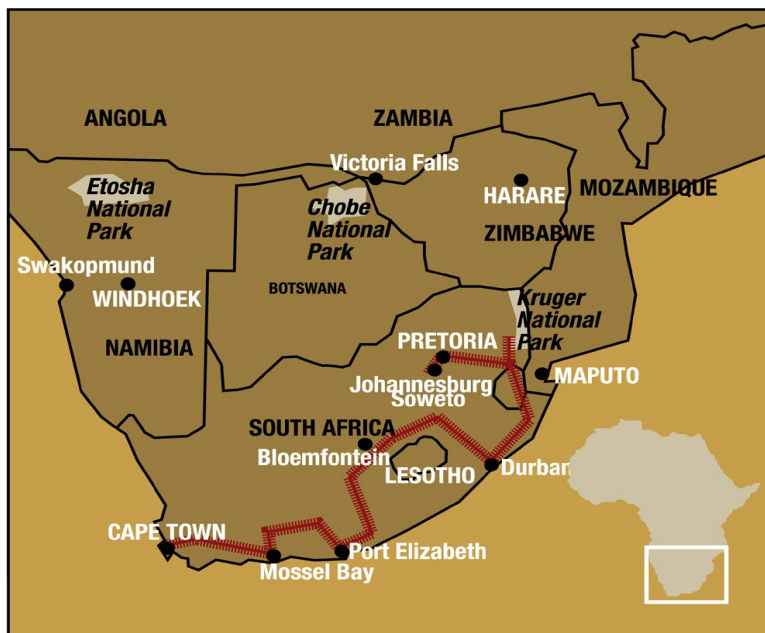 ANGOLA
ZAMBIA
Victoria Falls
Etosha
National
Park
Chobe
National
Park
HARARE
MOZAMBIQUE
ZIMBABWE
Swakopmund
WINDHOEK
BOTSWANA
Kruger
National
Park
NAMIBIA
PRETORIA
Johannesburg
Soweto
MAPUTO
SOUTH AFRICA
Bloemfontein
LESOTHO
Durban
CAPE TOWN
Port Elizabeth
Mossel Bay